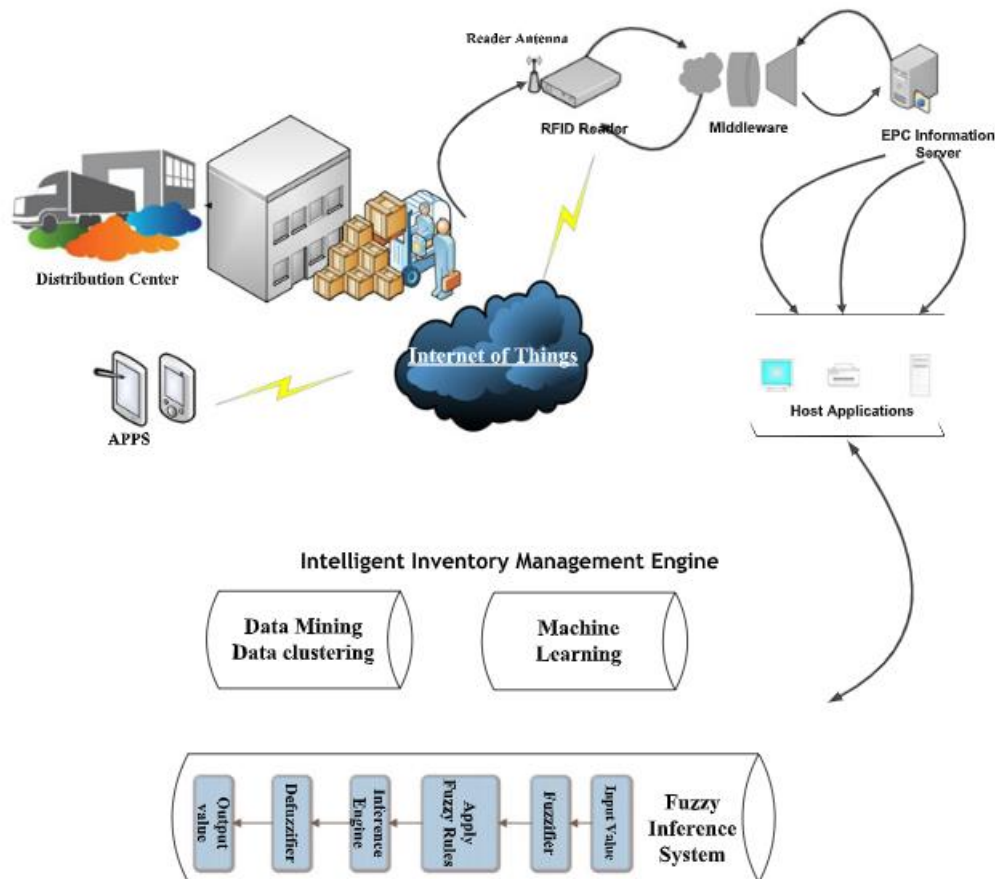 Reader Antenna
RFID Reader
Middleware
EPC Information
Server
Distribution Center
Internet of Things
APPS
Host Applications
Intelligent Inventory Management Engine
Data Mining
Data clustering
Machine
Learning
Output
value
Defuzzifier
Inference
Engine
Apply
Fuzzy Rules
Fuzzifier
Input Value
Fuzzy
Inference
System